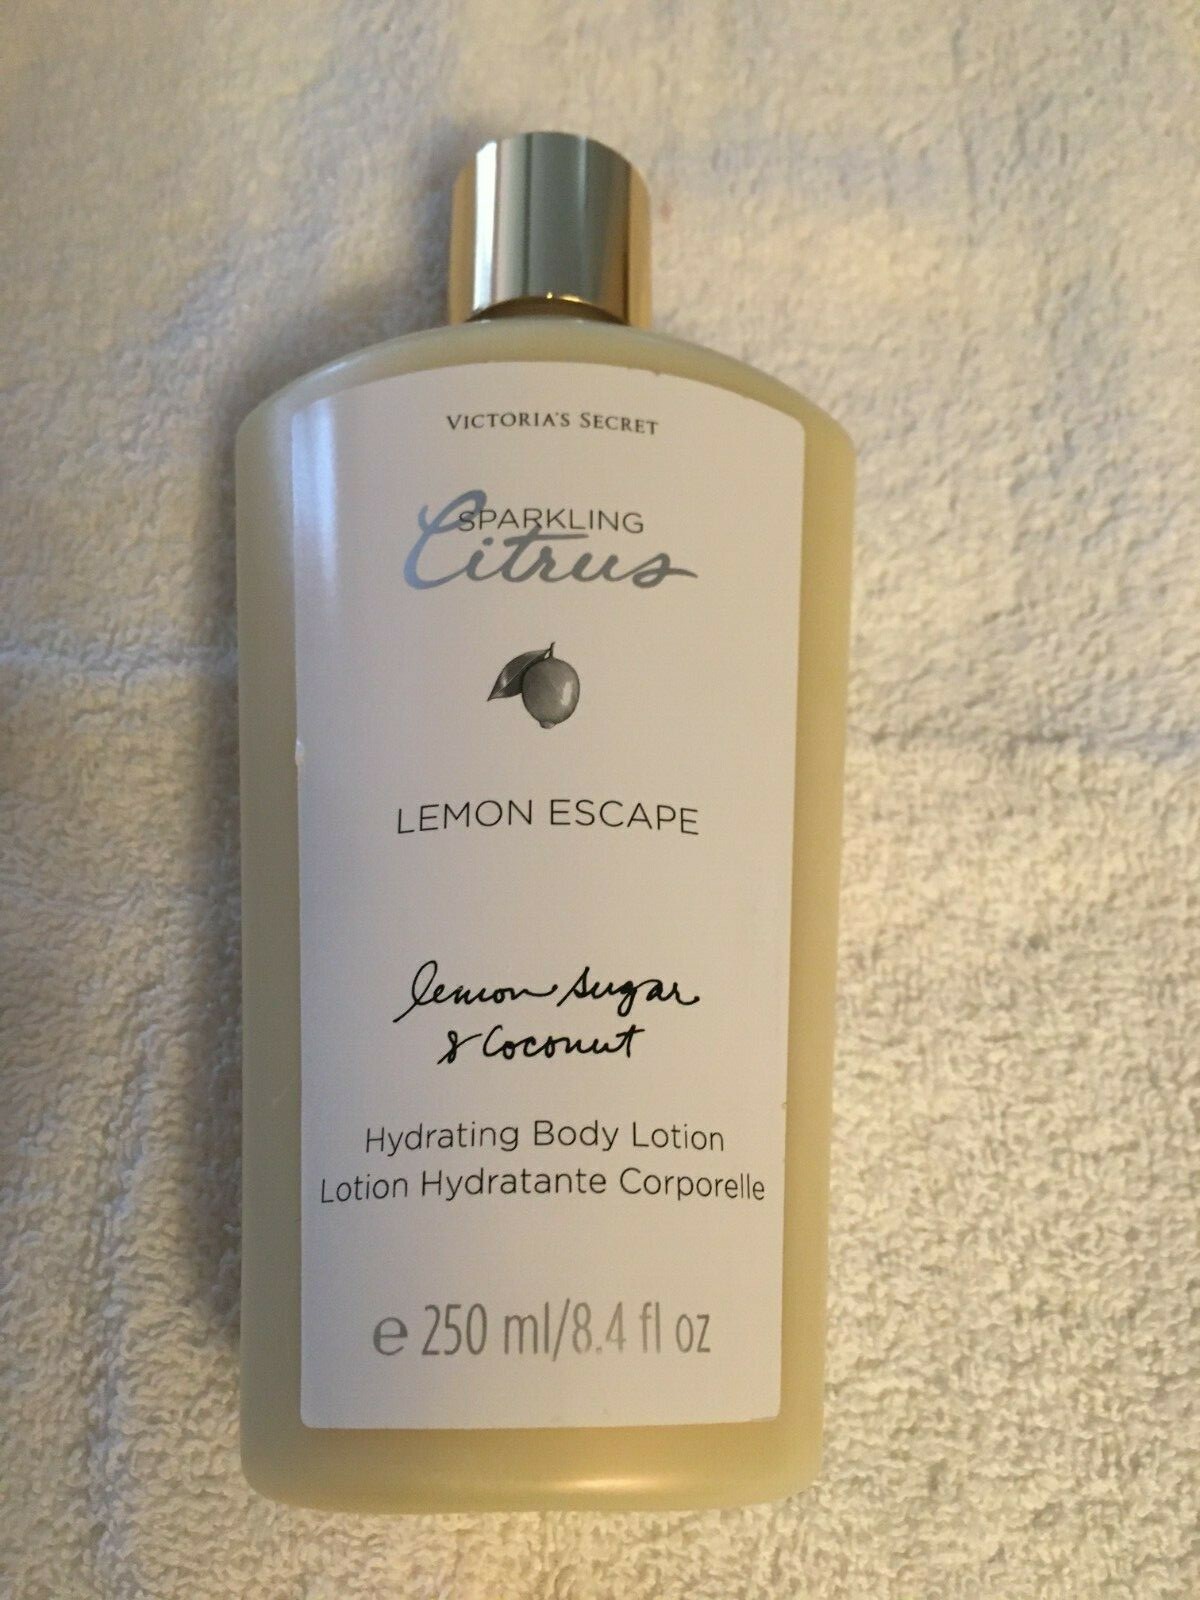 VICTORIA'S SECRET
SPARKLING
Citrus
LEMON ESCAPE
lemon sugar
& Coconut
Hydrating Body Lotion
Lotion Hydratante Corporelle
e 250 ml/8.4 fl oz